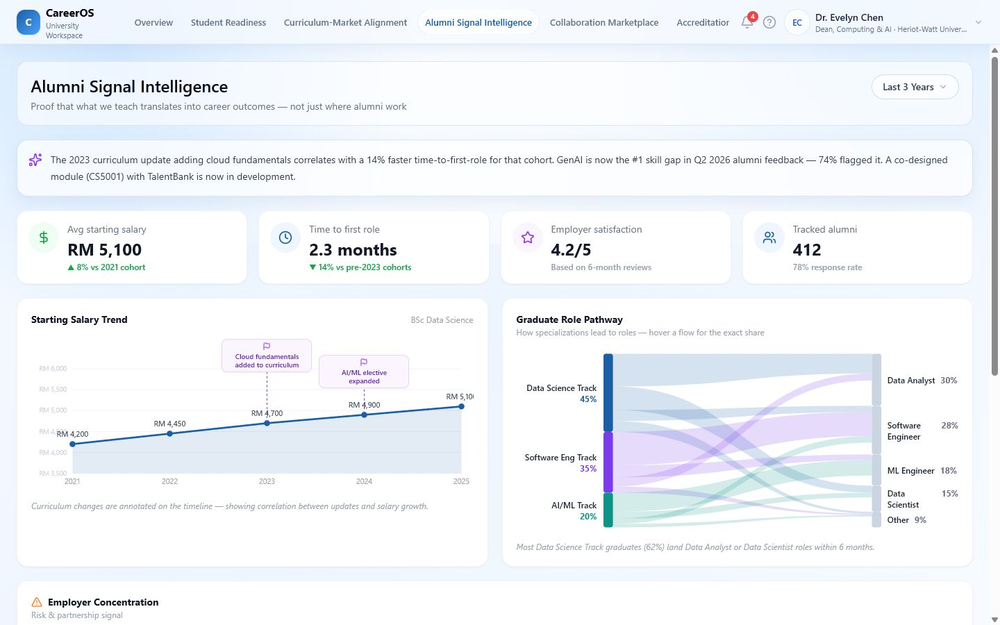 C
CareerOS
University
Workspace
Overview
Student Readiness
Curriculum-Market Alignment
Alumni Signal Intelligence
Collaboration Marketplace
Accreditatior
4
EC
Dr. Evelyn Chen
Dean, Computing & AI · Heriot-Watt Univer...
Alumni Signal Intelligence
Proof that what we teach translates into career outcomes — not just where alumni work
Last 3 Years
The 2023 curriculum update adding cloud fundamentals correlates with a 14% faster time-to-first-role for that cohort. GenAI is now the #1 skill gap in Q2 2026 alumni feedback — 74% flagged it. A co-designed
module (CS5001) with TalentBank is now in development.
Avg starting salary
RM 5,100
▲ 8% vs 2021 cohort
Time to first role
2.3 months
▼ 14% vs pre-2023 cohorts
Employer satisfaction
4.2/5
Based on 6-month reviews
Tracked alumni
412
78% response rate
Starting Salary Trend
BSc Data Science
Cloud fundamentals
added to curriculum
AI/ML elective
expanded
RM 6,000
RM 5,500
RM 5,000
RM 4,000
RM 3,500
RM 4,200
RM 4,450
RM 4,700
RM 4,900
RM 5,100
2021
2022
2023
2024
2025
Curriculum changes are annotated on the timeline — showing correlation between updates and salary growth.
Graduate Role Pathway
How specializations lead to roles — hover a flow for the exact share
Data Science Track
45%
Software Eng Track
35%
AI/ML Track
20%
Data Analyst 30%
Software
Engineer
28%
ML Engineer 18%
Data
Scientist
15%
Other 9%
Most Data Science Track graduates (62%) land Data Analyst or Data Scientist roles within 6 months.
Employer Concentration
Risk & partnership signal